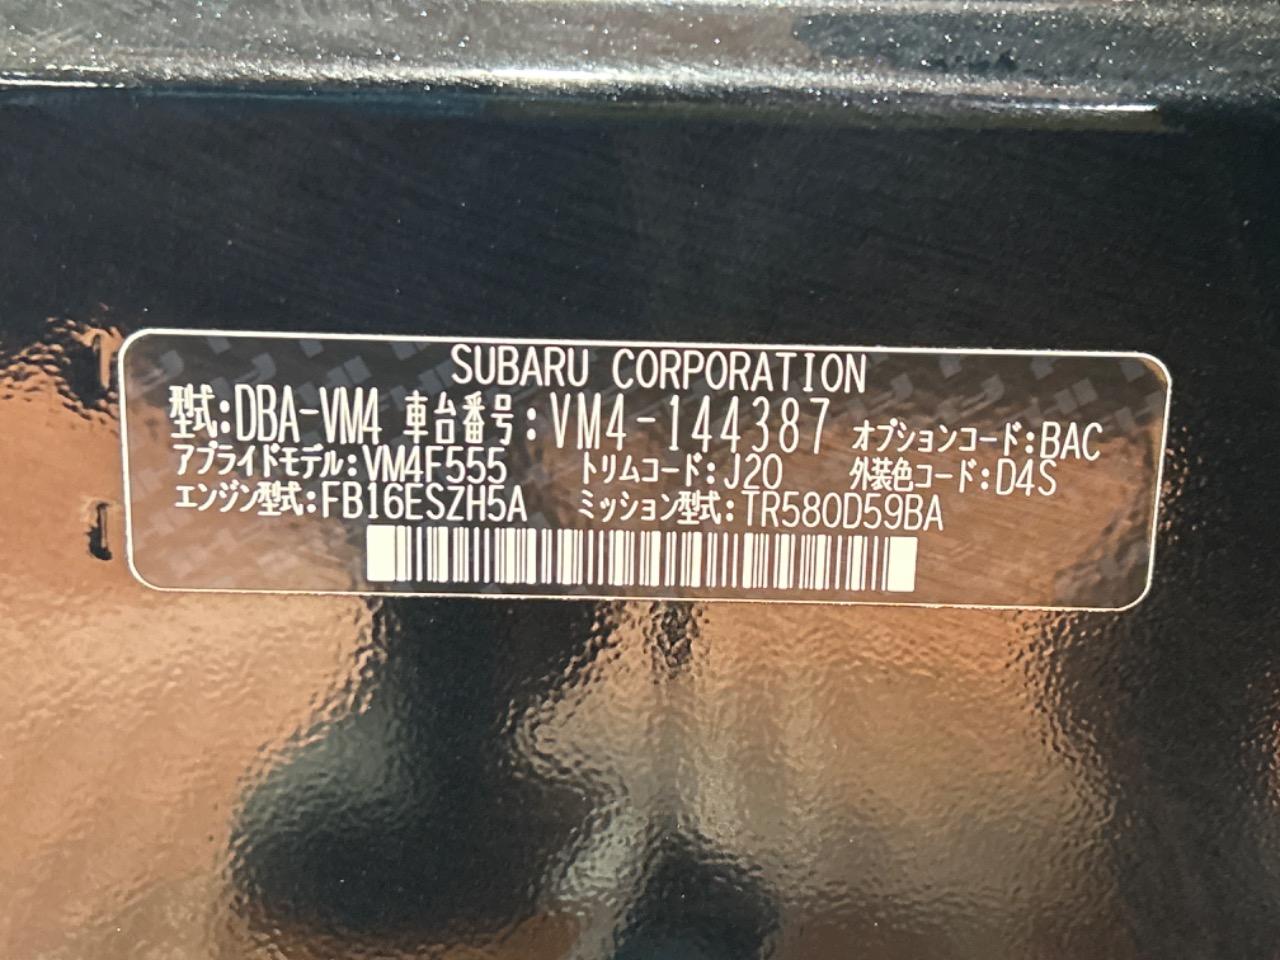 SUBARU CORPORATION
型式:DBA-VM4 車台番号:VM4-144387 オプションコード:BAC
アプライドモデル:VM4F555 トリムコード:J20 外装色コード:D4S
エンジン型式:FB16ESZH5A ミッション型式:TR580D59BA